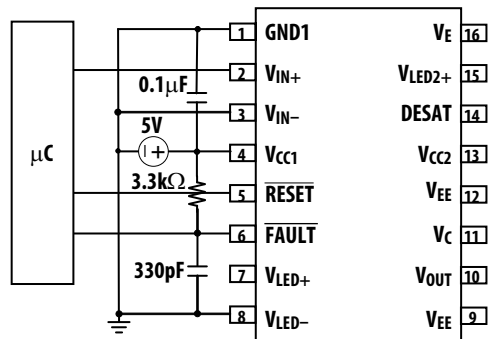 1 GND1 VE 16
2 VIN+ VLED2+ 15
0.1μF
3 VIN– DESAT 14
5V
4 VCC1 VCC2 13
μC
3.3kΩ
5 RESET VEE 12
6 FAULT VC 11
330pF
7 VLED+ VOUT 10
8 VLED– VEE 9